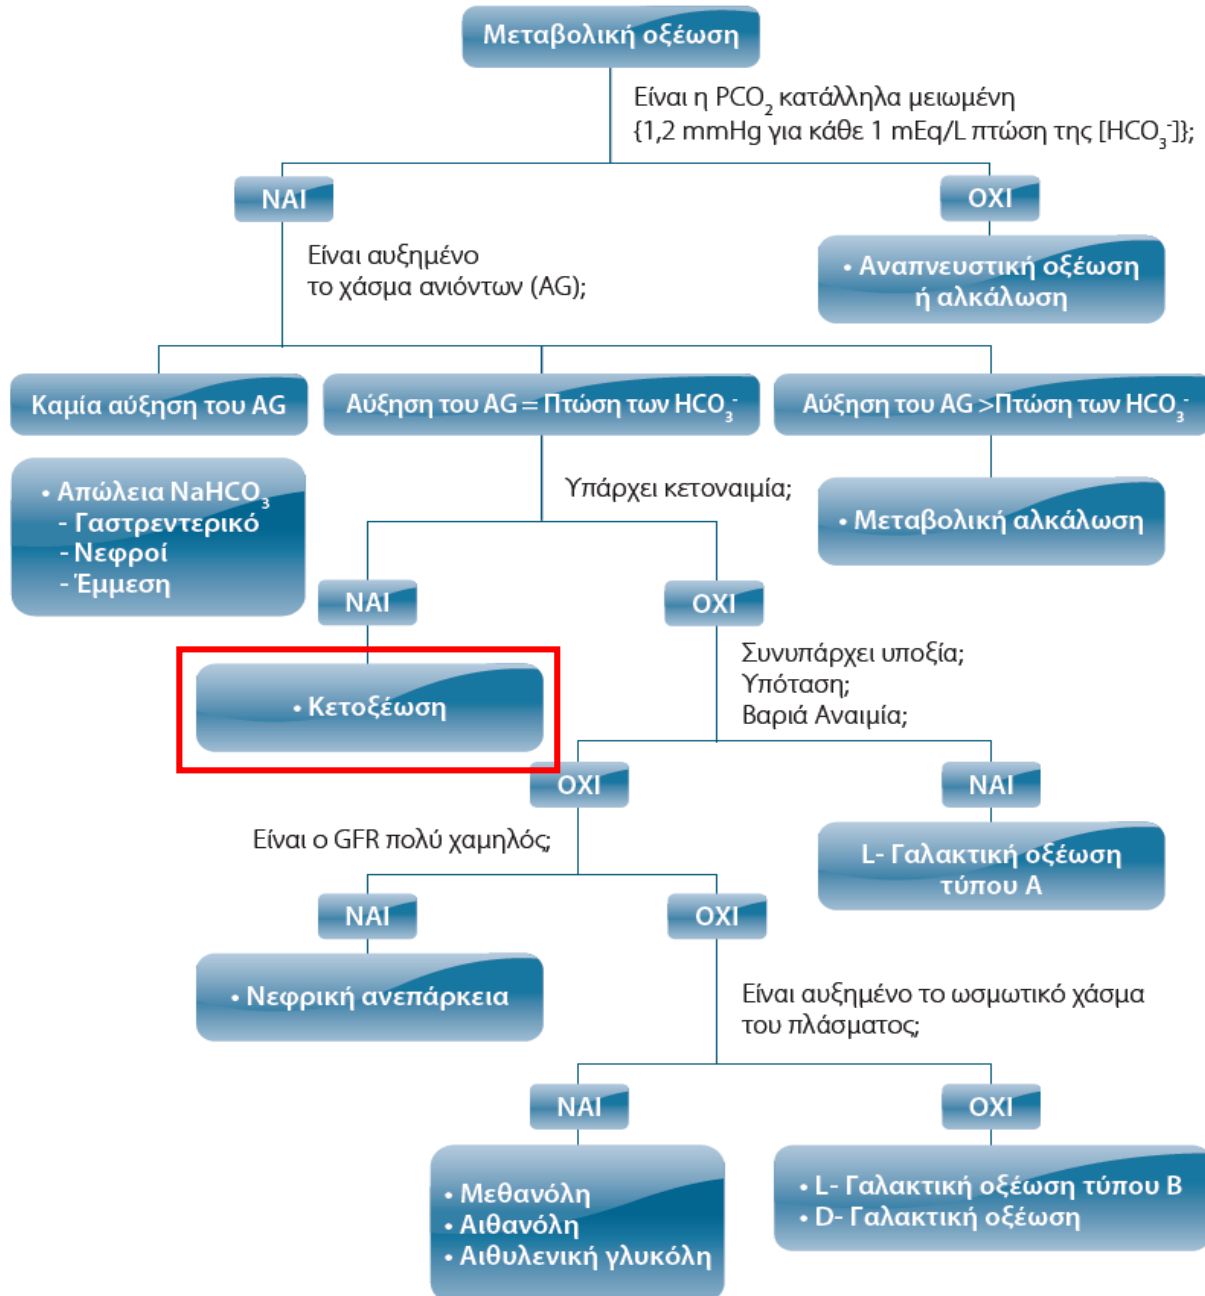 Μεταβολική οξέωση
Είναι η PCO₂ κατάλληλα μειωμένη
{1,2 mmHg για κάθε 1 mEq/L πτώση της [HCO₃⁻]};
ΝΑΙ
ΟΧΙ
Είναι αυξημένο
το χάσμα ανιόντων (AG);
• Αναπνευστική οξέωση
ή αλκάλωση
Καμία αύξηση του AG
Αύξηση του AG = Πτώση των HCO₃⁻
Αύξηση του AG >Πτώση των HCO₃⁻
• Απώλεια NaHCO₃
- Γαστρεντερικό
- Νεφροί
- Έμμεση
Υπάρχει κετοναιμία;
• Μεταβολική αλκάλωση
ΝΑΙ
ΟΧΙ
• Κετοξέωση
Συνυπάρχει υποξία;
Υπόταση;
Βαριά Αναιμία;
ΟΧΙ
ΝΑΙ
Είναι ο GFR πολύ χαμηλός;
L- Γαλακτική οξέωση
τύπου Α
ΝΑΙ
ΟΧΙ
• Νεφρική ανεπάρκεια
Είναι αυξημένο το ωσμωτικό χάσμα
του πλάσματος;
ΝΑΙ
ΟΧΙ
• Μεθανόλη
• Αιθανόλη
• Αιθυλενική γλυκόλη
• L- Γαλακτική οξέωση τύπου Β
• D- Γαλακτική οξέωση